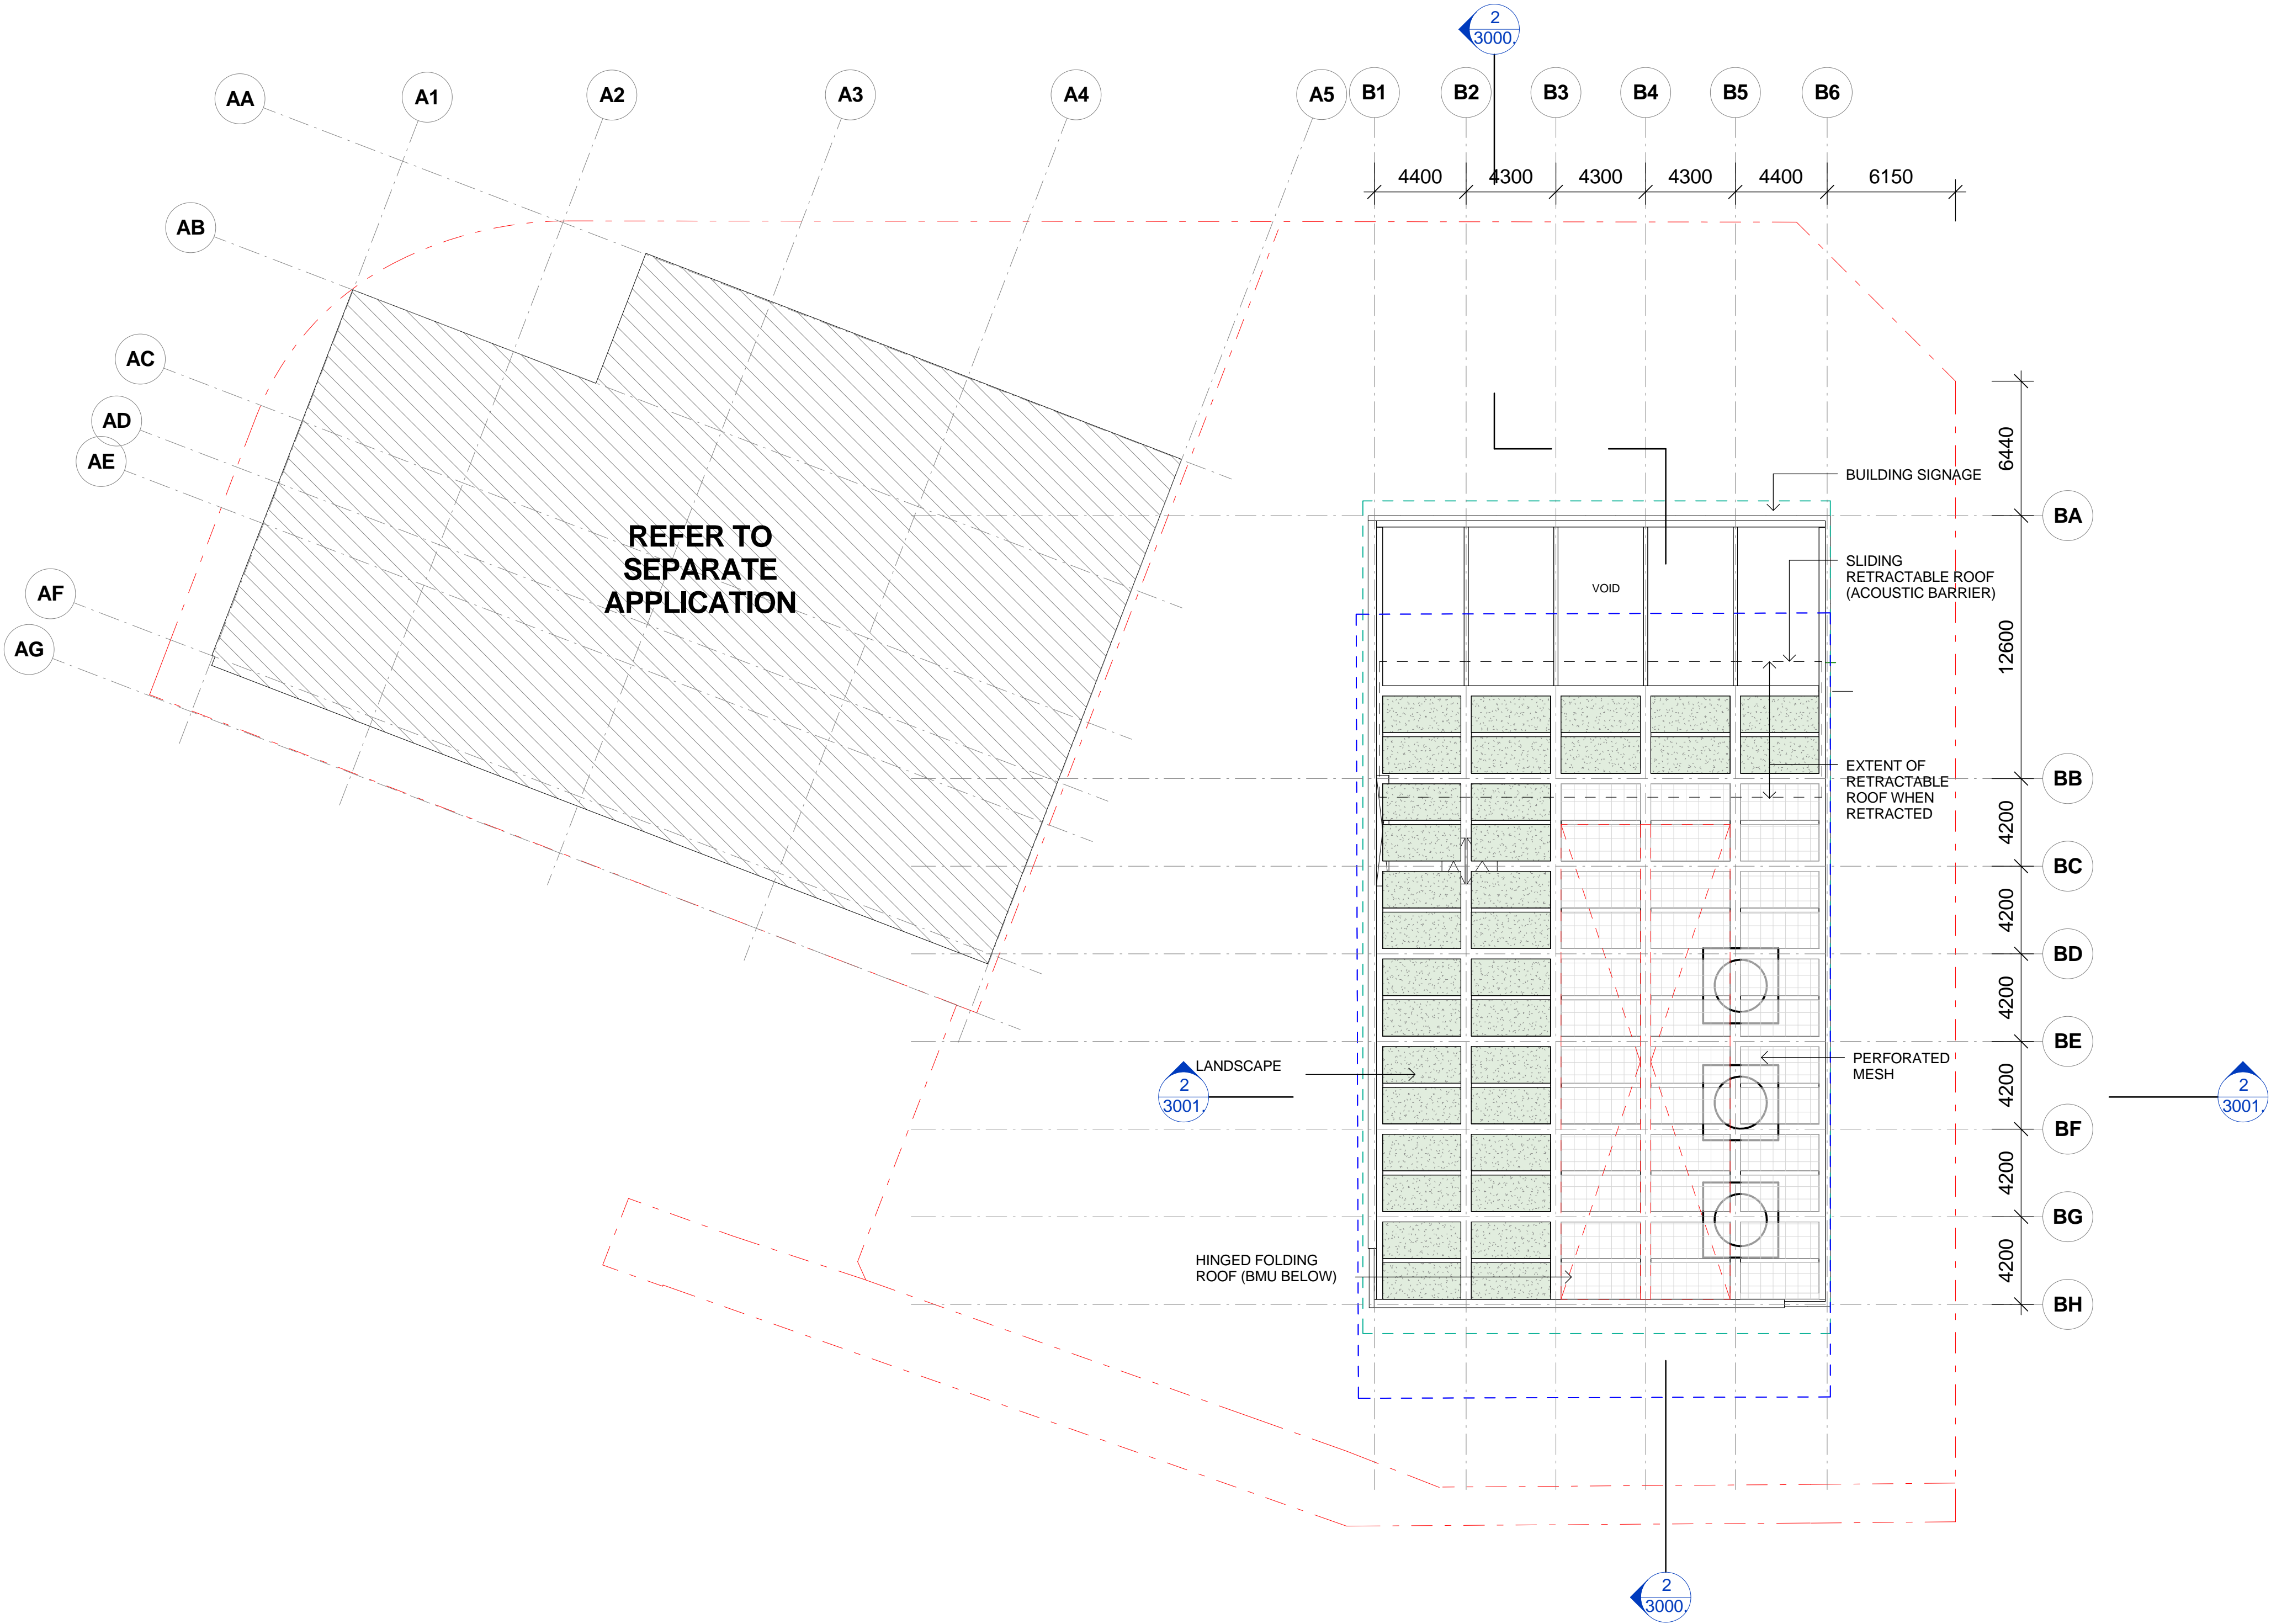 2
3000.
AA
A1
A2
A3
A4
A5
B1
B2
B3
B4
B5
B6
4400
4300
4300
4300
4400
6150
AB
AC
AD
AE
AF
AG
REFER TO
SEPARATE
APPLICATION
6440
BUILDING SIGNAGE
BA
SLIDING
RETRACTABLE ROOF
(ACOUSTIC BARRIER)
VOID
12600
EXTENT OF
RETRACTABLE
ROOF WHEN
RETRACTED
BB
4200
BC
4200
BD
4200
BE
LANDSCAPE
2
3001.
PERFORATED
MESH
4200
2
3001.
BF
4200
BG
HINGED FOLDING
ROOF (BMU BELOW)
4200
BH
2
3000.